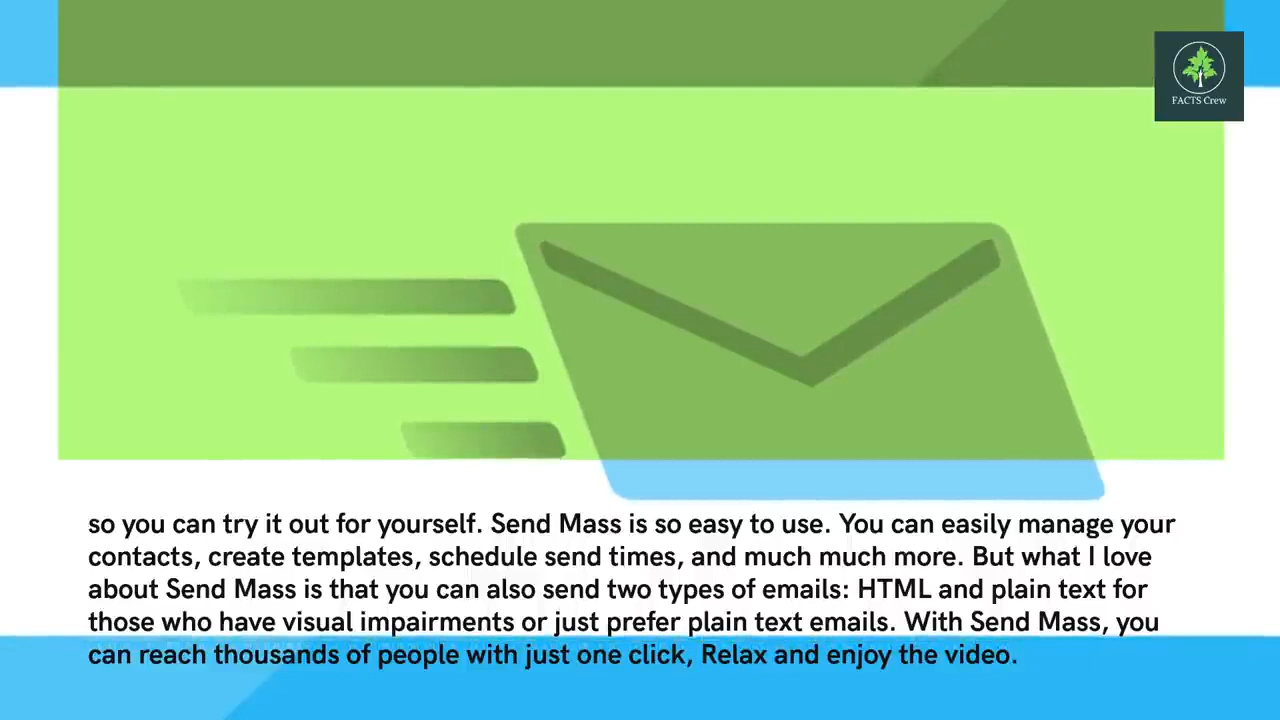 FACTS Crew
so you can try it out for yourself. Send Mass is so easy to use. You can easily manage your
contacts, create templates, schedule send times, and much much more. But what I love
about Send Mass is that you can also send two types of emails: HTML and plain text for
those who have visual impairments or just prefer plain text emails. With Send Mass, you
can reach thousands of people with just one click, Relax and enjoy the video.